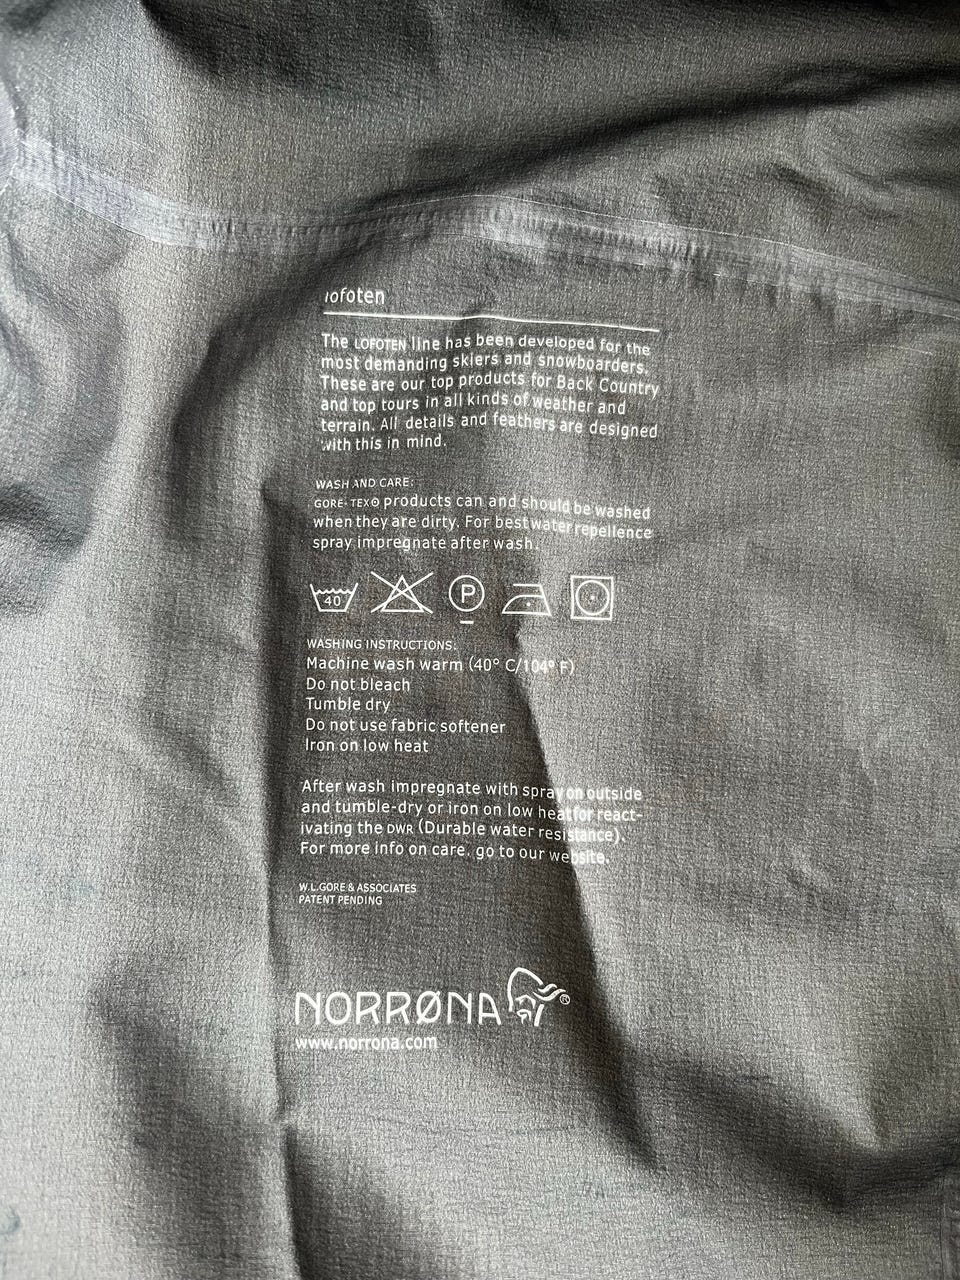 lofoten
The LOFOTEN line has been developed for the
most demanding skiers and snowboarders.
These are our top products for Back Country
and top tours in all kinds of weather and
terrain. All details and feathers are designed
with this in mind.
WASH AND CARE:
GORE-TEX® products can and should be washed
when they are dirty. For best water repellence
spray impregnate after wash.
40 P
WASHING INSTRUCTIONS:
Machine wash warm (40° C/104° F)
Do not bleach
Tumble dry
Do not use fabric softener
Iron on low heat
After wash impregnate with spray on outside
and tumble-dry or iron on low heat for react-
ivating the DWR (Durable water resistance).
For more info on care. go to our website.
W.L.GORE & ASSOCIATES
PATENT PENDING
NORRØNA ®
www.norrona.com